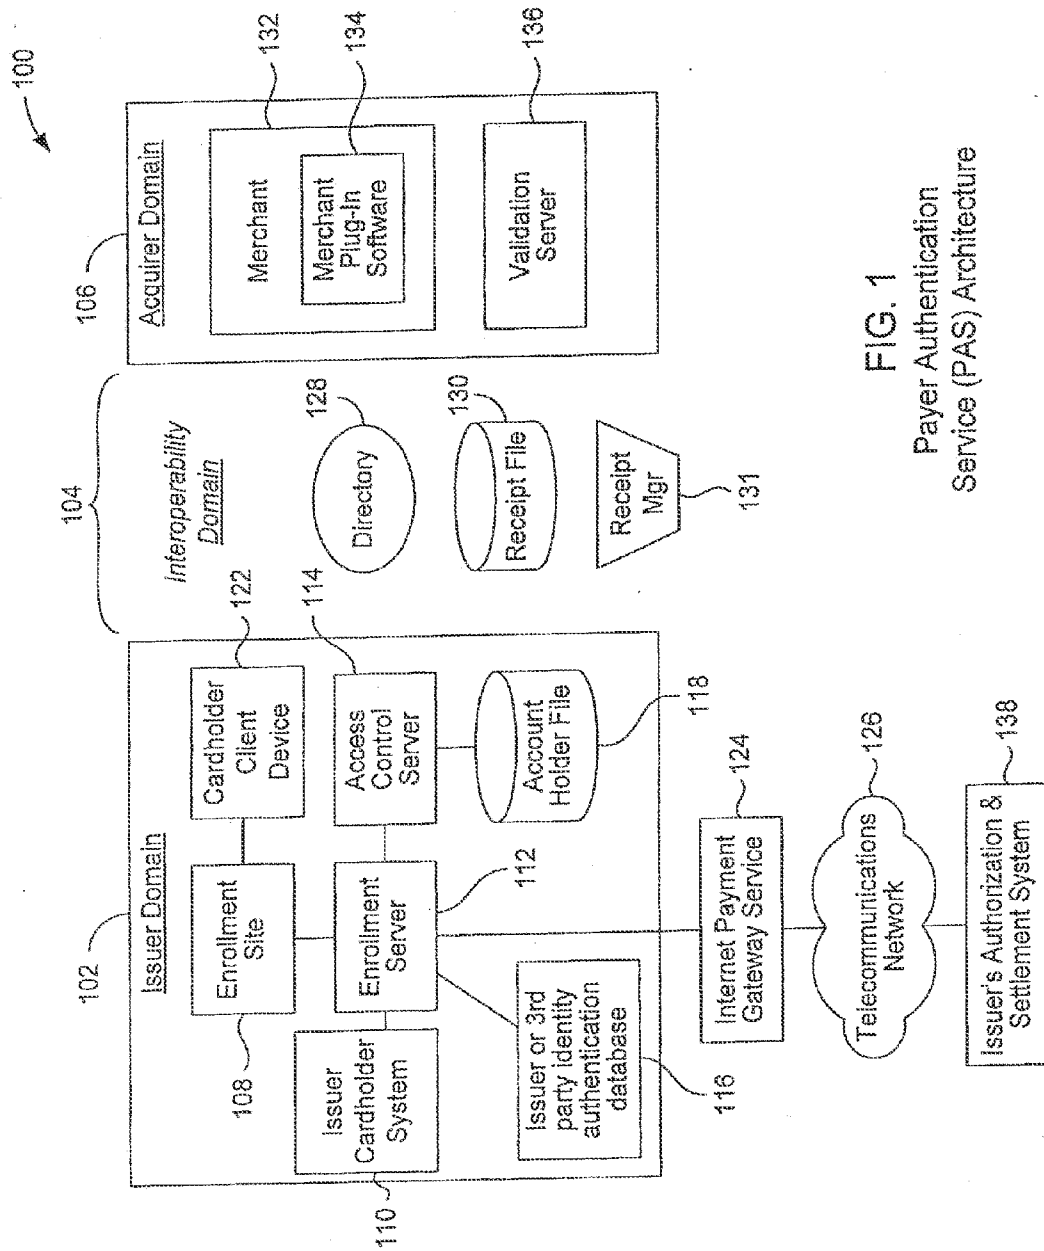 100
102
Issuer Domain
Enrollment
Site
108
Cardholder
Client
Device
122
Issuer
Cardholder
System
110
Enrollment
Server
112
Access
Control
Server
114
Issuer or 3rd
party identity
authentication
database
116
Account
Holder File
118
Internet Payment
Gateway Service
124
Telecommunications
Network
126
Issuer's Authorization &
Settlement System
138
104
Interoperability
Domain
Directory
128
Receipt File
130
Receipt
Mgr
131
106
Acquirer Domain
Merchant
132
Merchant
Plug-In
Software
134
Validation
Server
136
FIG. 1
Payer Authentication
Service (PAS) Architecture